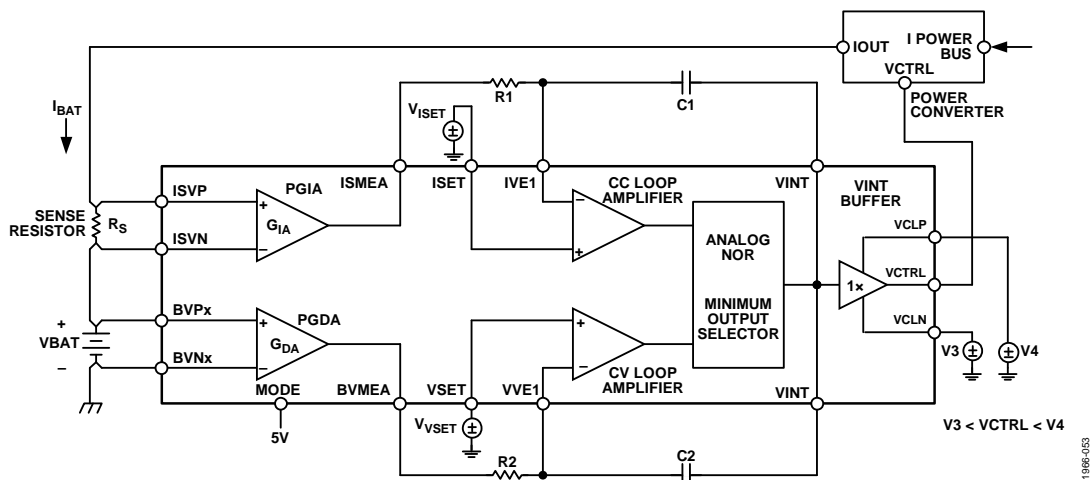 IOUT
I POWER
BUS
VCTRL
POWER
CONVERTER
R1
C1
IBAT
VISET
±
ISMEA
ISET
IVE1
VINT
ISVP
PGIA
CC LOOP
AMPLIFIER
VINT
BUFFER
SENSE
RESISTOR
RS
+
GIA
−
−
+
VCLP
ISVN
ANALOG
NOR
VCTRL
1×
BVPx
PGDA
MINIMUM
OUTPUT
SELECTOR
VCLN
+
VBAT
−
+
GDA
−
+
−
± V3
± V4
BVNx
CV LOOP
AMPLIFIER
MODE
BVMEA
VSET
VVE1
VINT
5V
VVSET
±
V3 < VCTRL < V4
R2
C2
1966-053